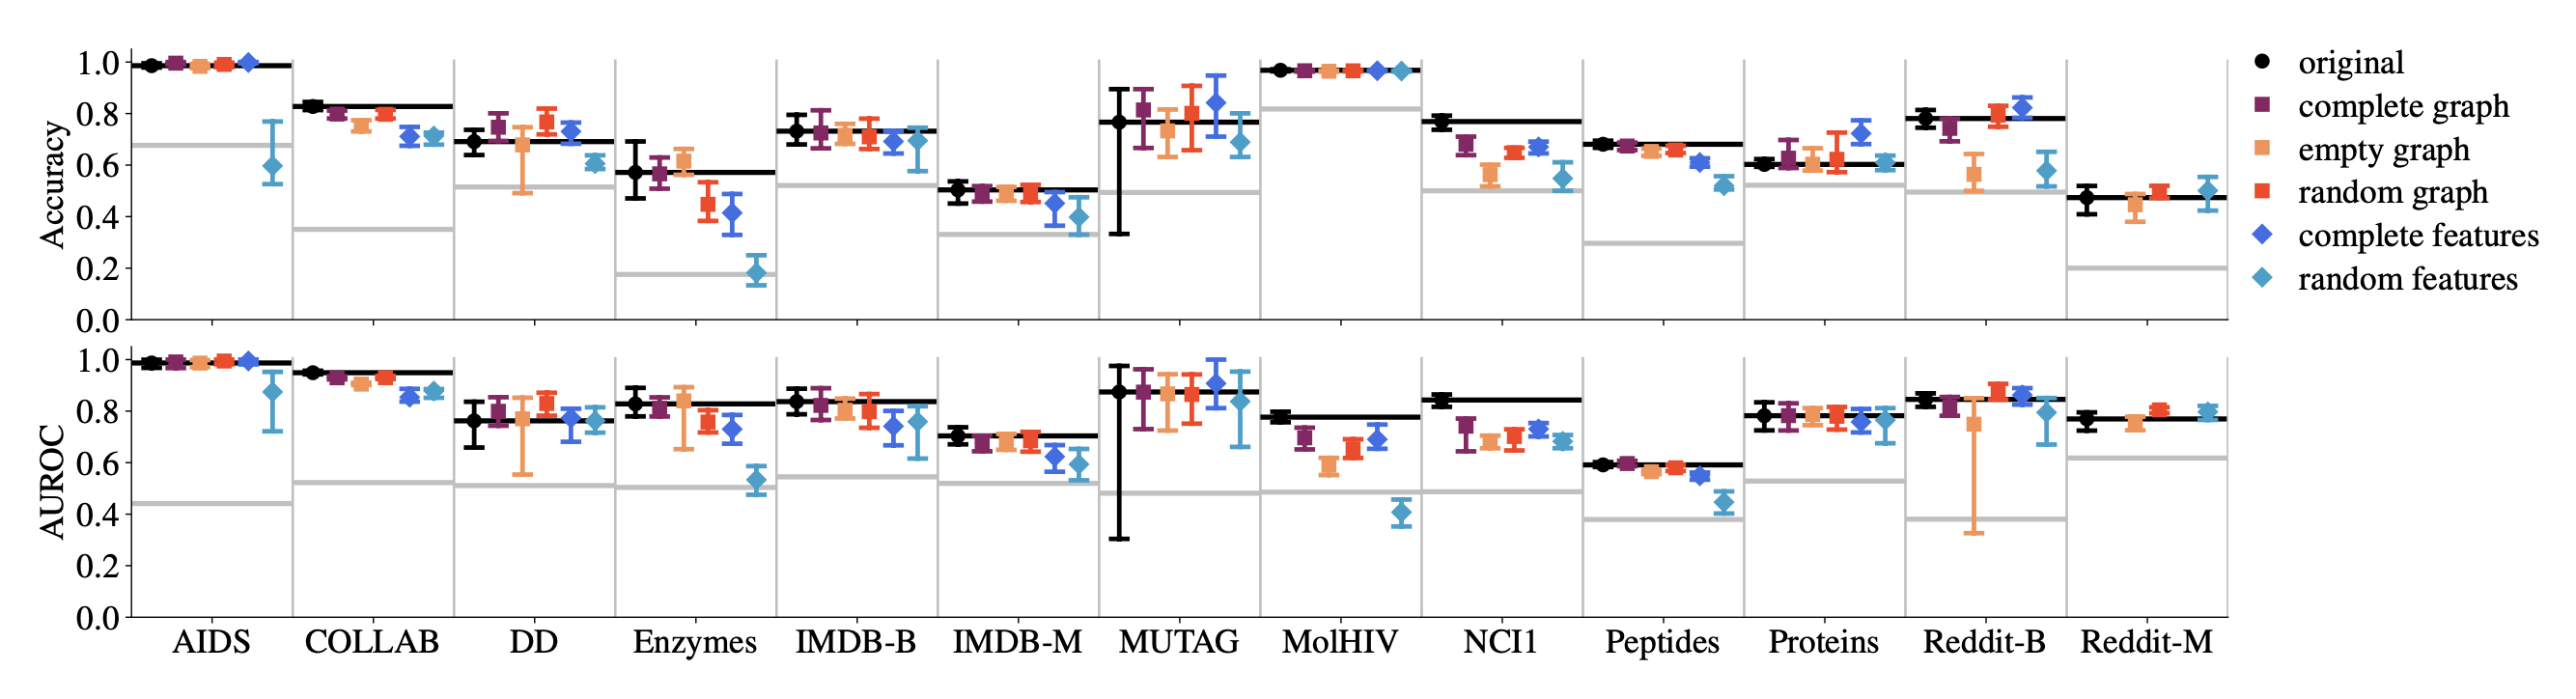 Accuracy
1.0
0.8
0.6
0.4
0.2
0.0
AUROC
1.0
0.8
0.6
0.4
0.2
0.0
AIDS COLLAB DD Enzymes IMDB-B IMDB-M MUTAG MolHIV NCI1 Peptides Proteins Reddit-B Reddit-M
original
complete graph
empty graph
random graph
complete features
random features